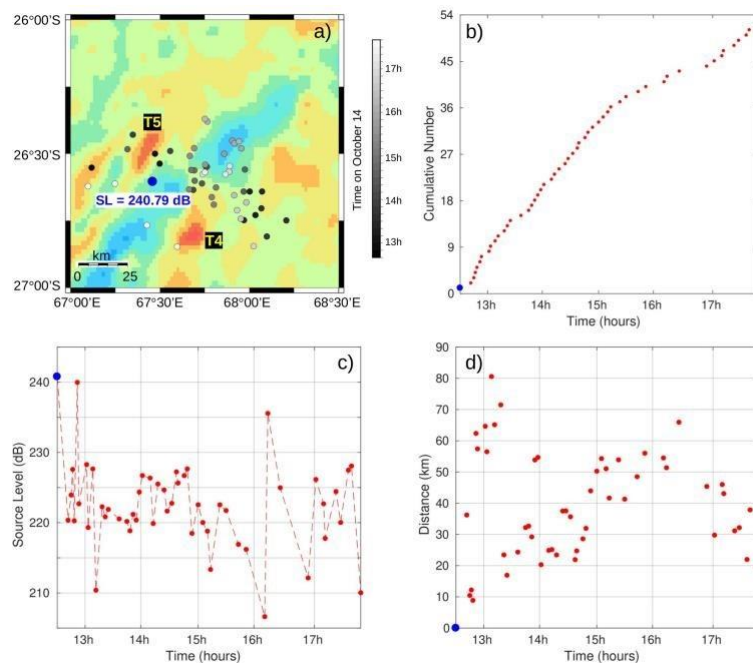 a)
26°00'S
26°30'S
27°00'S
67°00'E
67°30'E
68°00'E
68°30'E
T5
SL = 240.79 dB
T4
km
0 25
Time on October 14
17h
16h
15h
14h
13h
b)
Cumulative Number
54
45
36
27
18
9
0
13h 14h 15h 16h 17h
Time (hours)
c)
Source Level (dB)
240
230
220
210
13h 14h 15h 16h 17h
Time (hours)
d)
Distance (km)
90
80
70
60
50
40
30
20
10
0
13h 14h 15h 16h 17h
Time (hours)